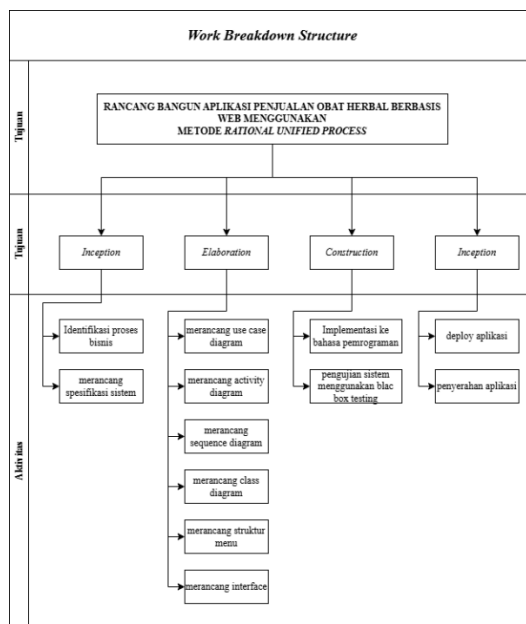 Work Breakdown Structure
Tujuan
RANCANG BANGUN APLIKASI PENJUALAN OBAT HERBAL BERBASIS
WEB MENGGUNAKAN
METODE RATIONAL UNIFIED PROCESS
Tujuan
Inception
Elaboration
Construction
Inception
Aktivitas
Identifikasi proses
bisnis
merancang
spesifikasi sistem
merancang use case
diagram
merancang activity
diagram
merancang
sequence diagram
merancang class
diagram
merancang struktur
menu
merancang interface
Implementasi ke
bahasa pemrograman
pengujian sistem
menggunakan blac
box testing
deploy aplikasi
penyerahan aplikasi